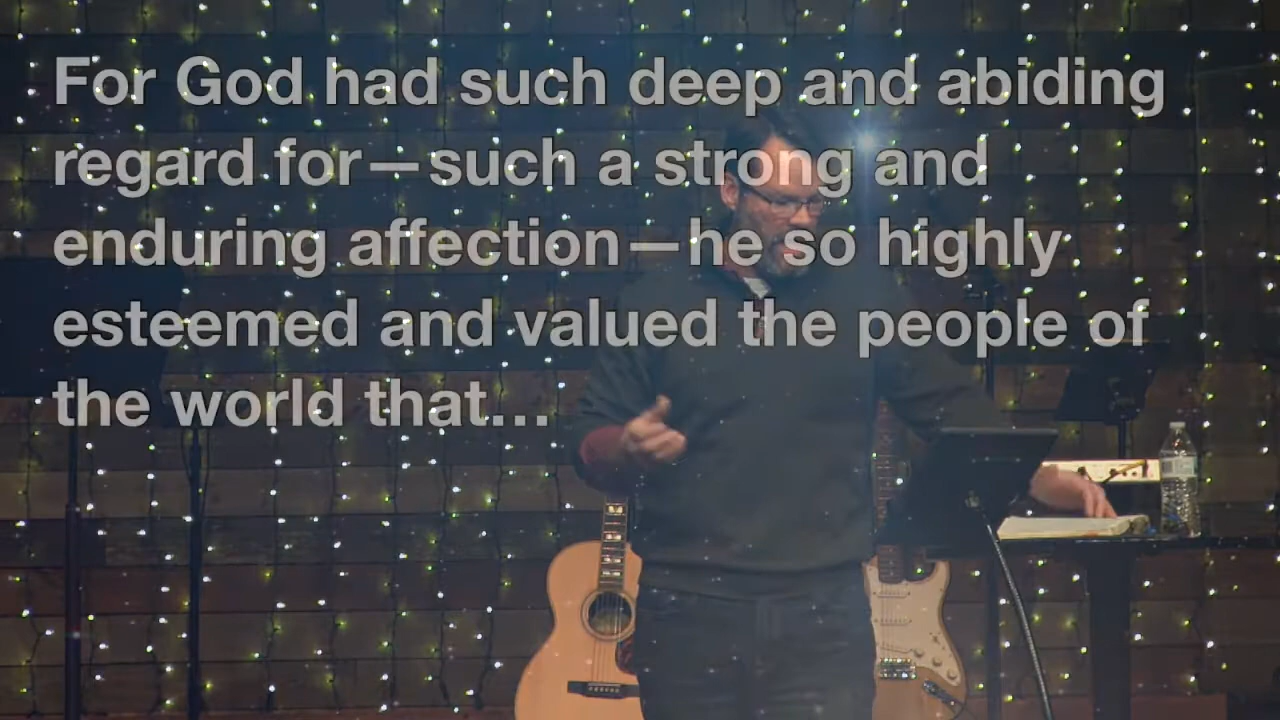 For God had such deep and abiding
regard for—such a strong and
enduring affection—he so highly
esteemed and valued the people of
the world that...